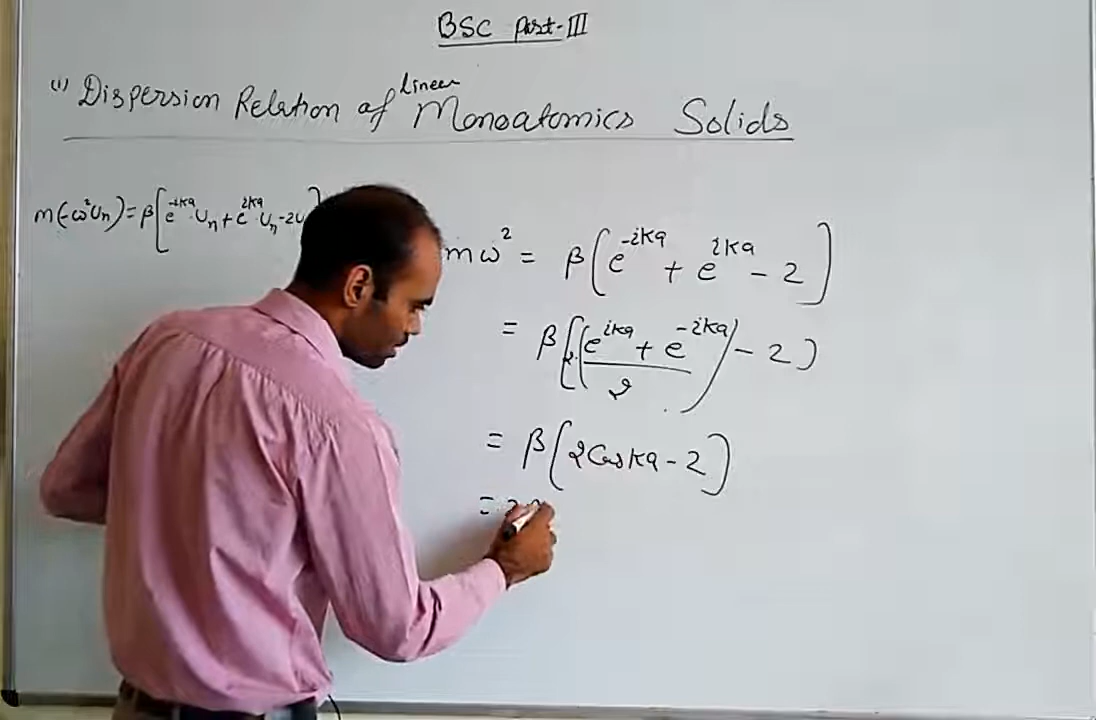 BSC Part-III
(1) Dispersion Relation of linear Monoatomics Solids
m(-ω²Un) = β[e^-ika · Un + e^ika · Un - 2U
mω² = β(e^-ika + e^ika - 2)
= β[2·((e^ika + e^-ika)/2) - 2)
= β(2Coska - 2)
= 2